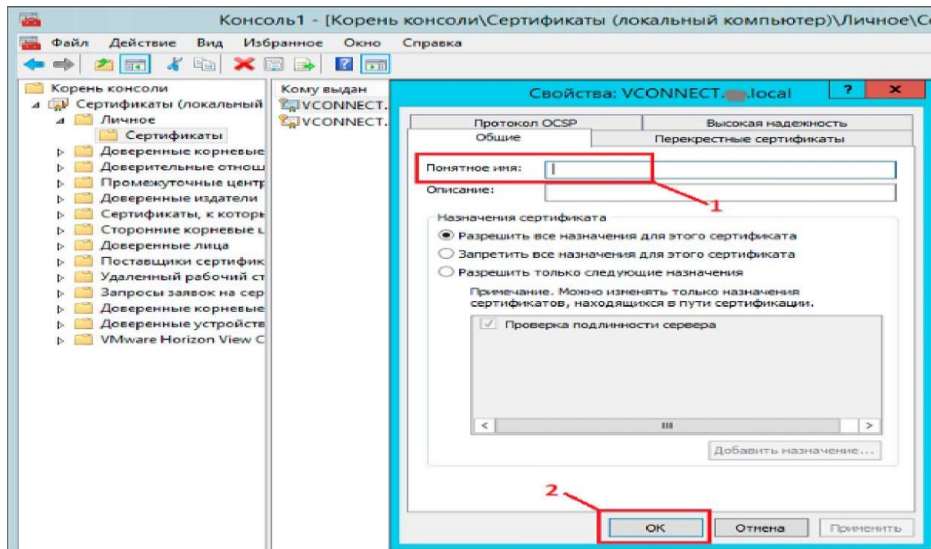 Консоль1 - [Корень консоли\Сертификаты (локальный компьютер)\Личное\С
Файл Действие Вид Избранное Окно Справка
Корень консоли
Сертификаты (локальный
Личное
Сертификаты
Доверенные корневые
Доверительные отнош
Промежуточные центр
Доверенные издатели
Сертификаты, к которь
Сторонние корневые ц
Доверенные лица
Поставщики сертифик
Удаленный рабочий ст
Запросы заявок на сер
Доверенные корневые
Доверенные устройств
VMware Horizon View C
Кому выдан
VCONNECT.
VCONNECT.
Свойства: VCONNECT. .local
Протокол OCSP
Высокая надежность
Общие
Перекрестные сертификаты
Понятное имя:
1
Описание:
Назначения сертификата
Разрешить все назначения для этого сертификата
Запретить все назначения для этого сертификата
Разрешить только следующие назначения
Примечание. Можно изменять только назначения
сертификатов, находящихся в пути сертификации.
Проверка подлинности сервера
Добавить назначение...
2
ОК
Отмена
Применить